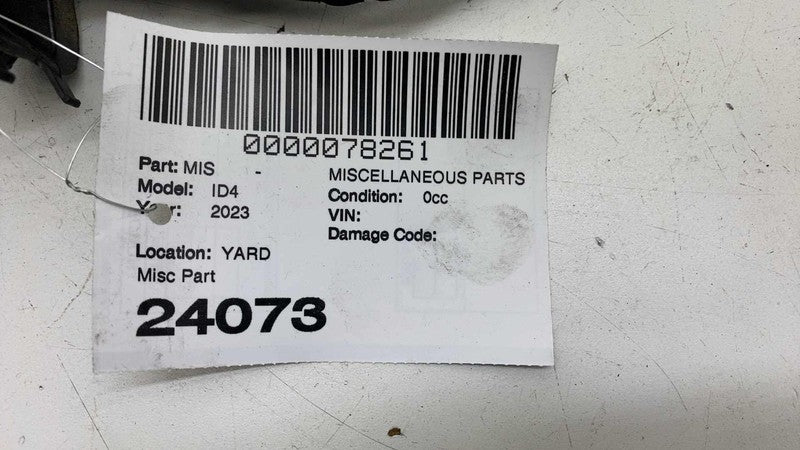 0000078261
Part: MIS - MISCELLANEOUS PARTS
Model: ID4 Condition: 0cc
Year: 2023 VIN:
Damage Code:
Location: YARD
Misc Part
24073